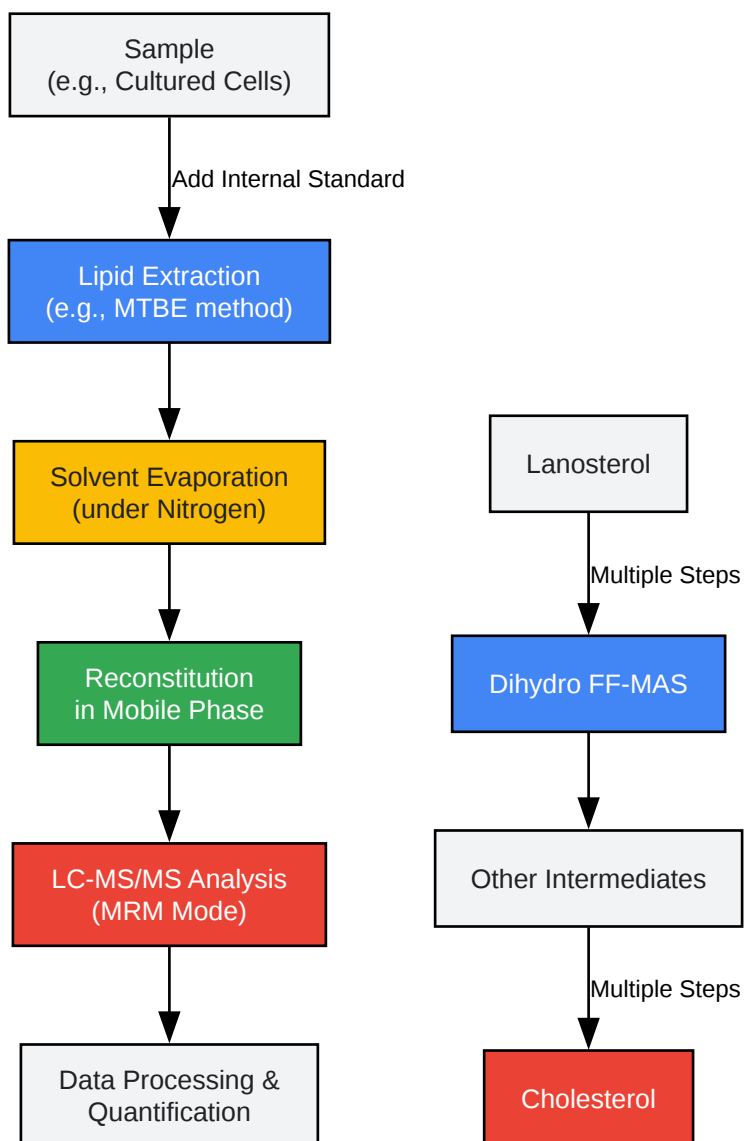 Sample
(e.g., Cultured Cells)
Add Internal Standard
Lipid Extraction
(e.g., MTBE method)
Solvent Evaporation
(under Nitrogen)
Reconstitution
in Mobile Phase
LC-MS/MS Analysis
(MRM Mode)
Data Processing &
Quantification
Lanosterol
Multiple Steps
Dihydro FF-MAS
Other Intermediates
Multiple Steps
Cholesterol